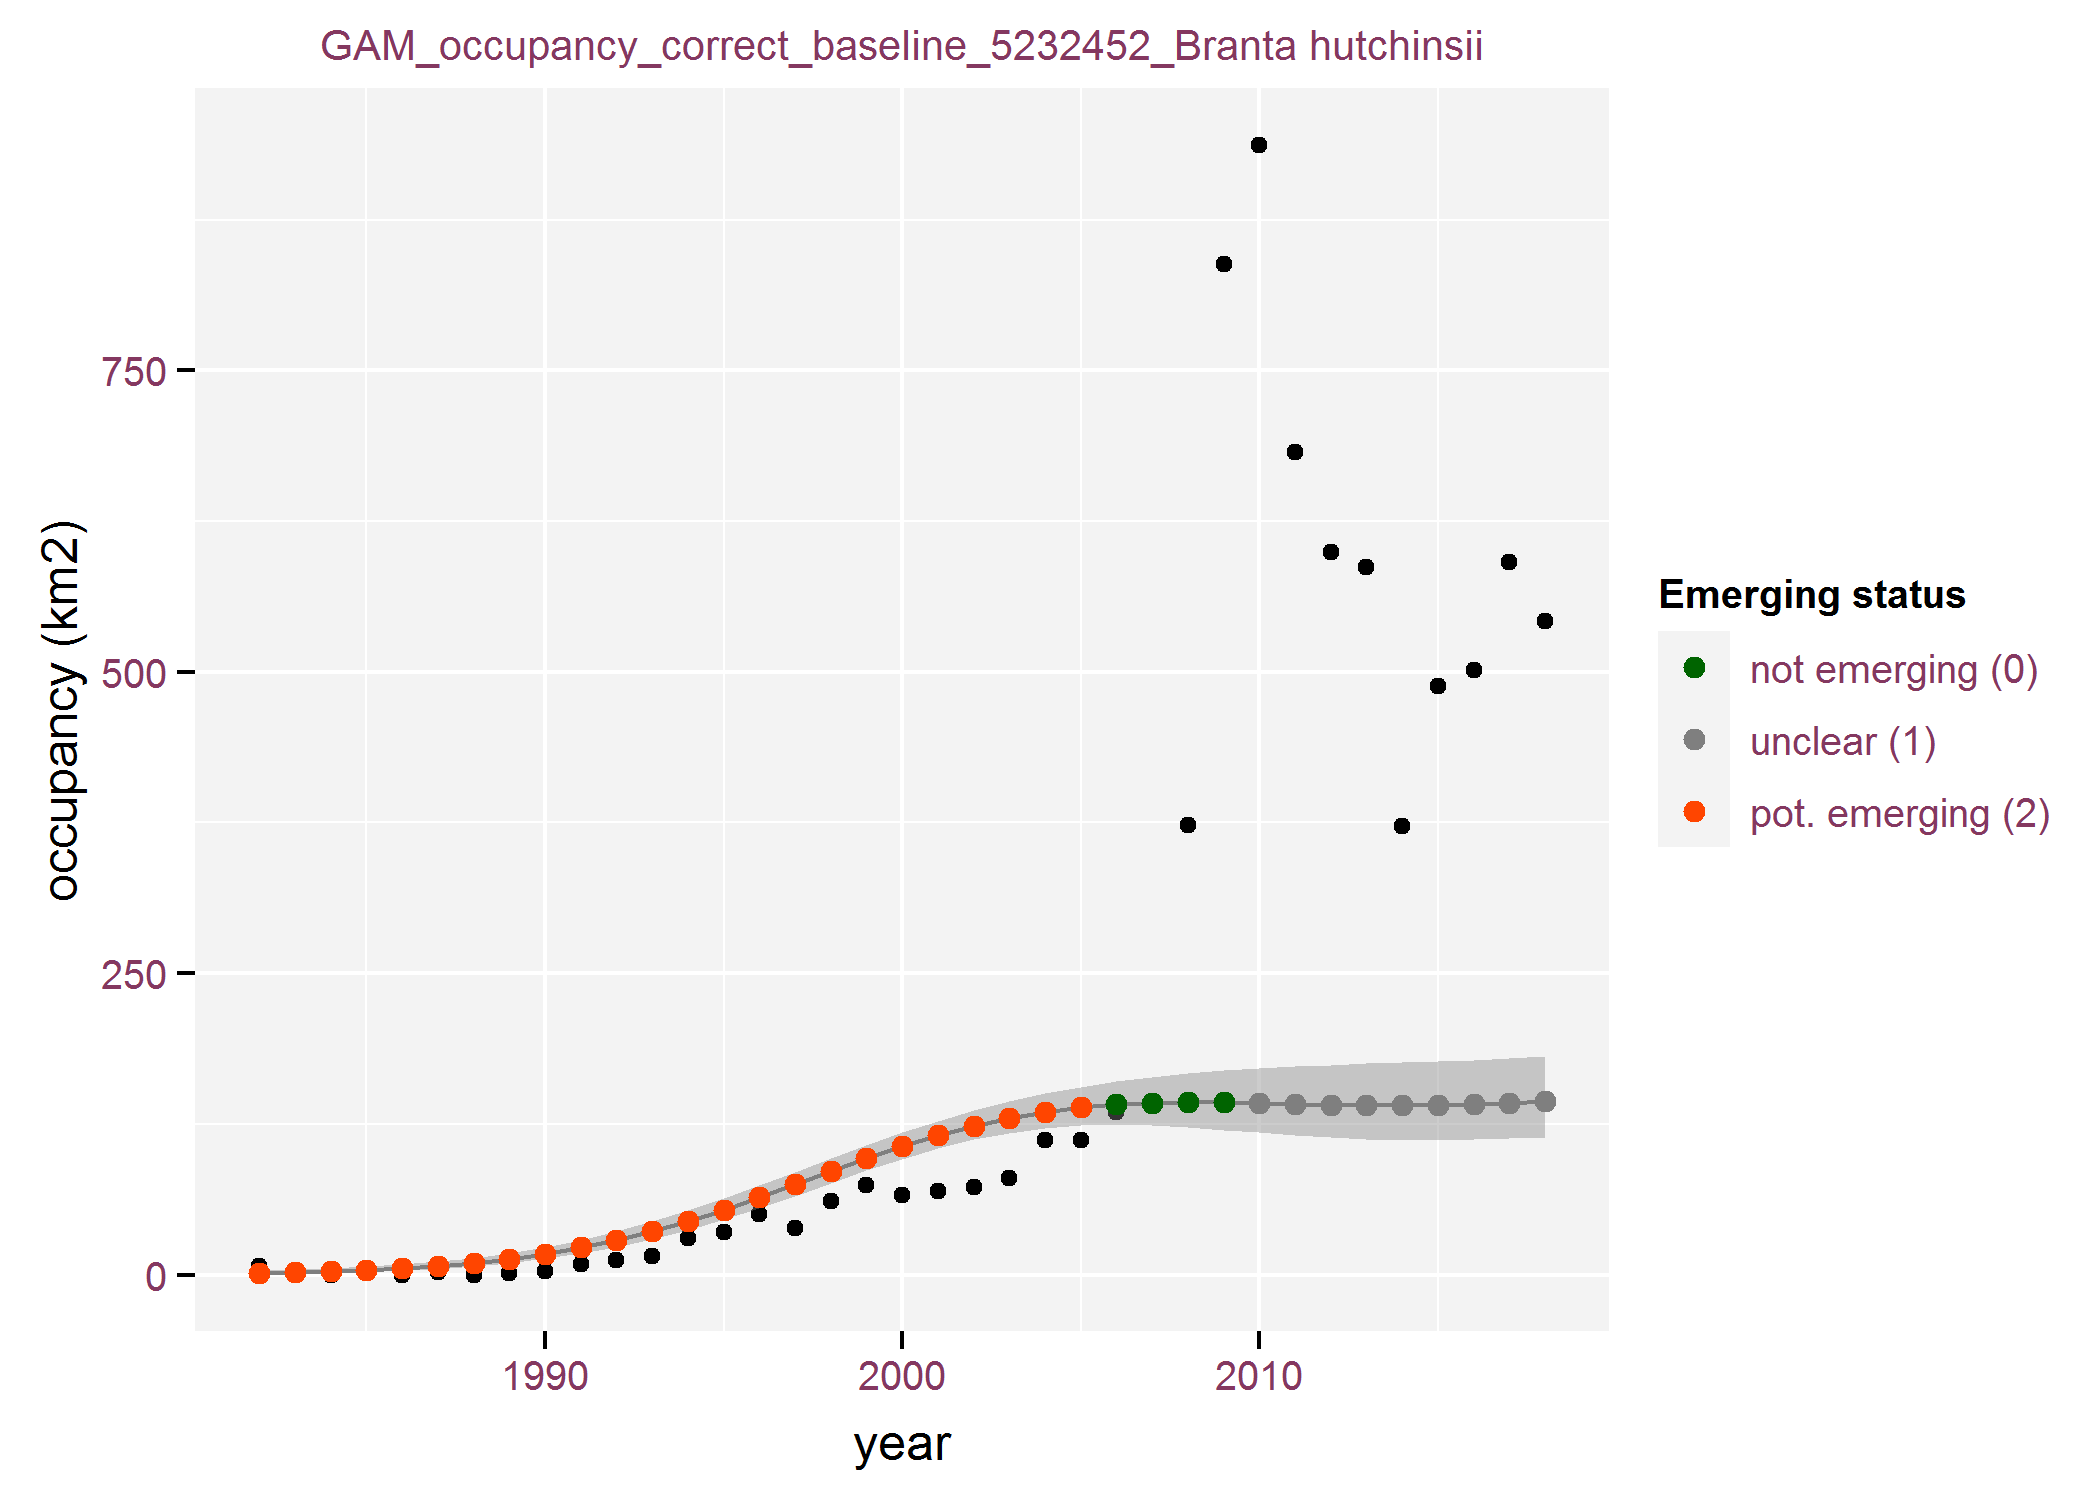 GAM_occupancy_correct_baseline_5232452_Branta hutchinsii
occupancy (km2)
750
500
250
0
1990
2000
2010
year
Emerging status
not emerging (0)
unclear (1)
pot. emerging (2)